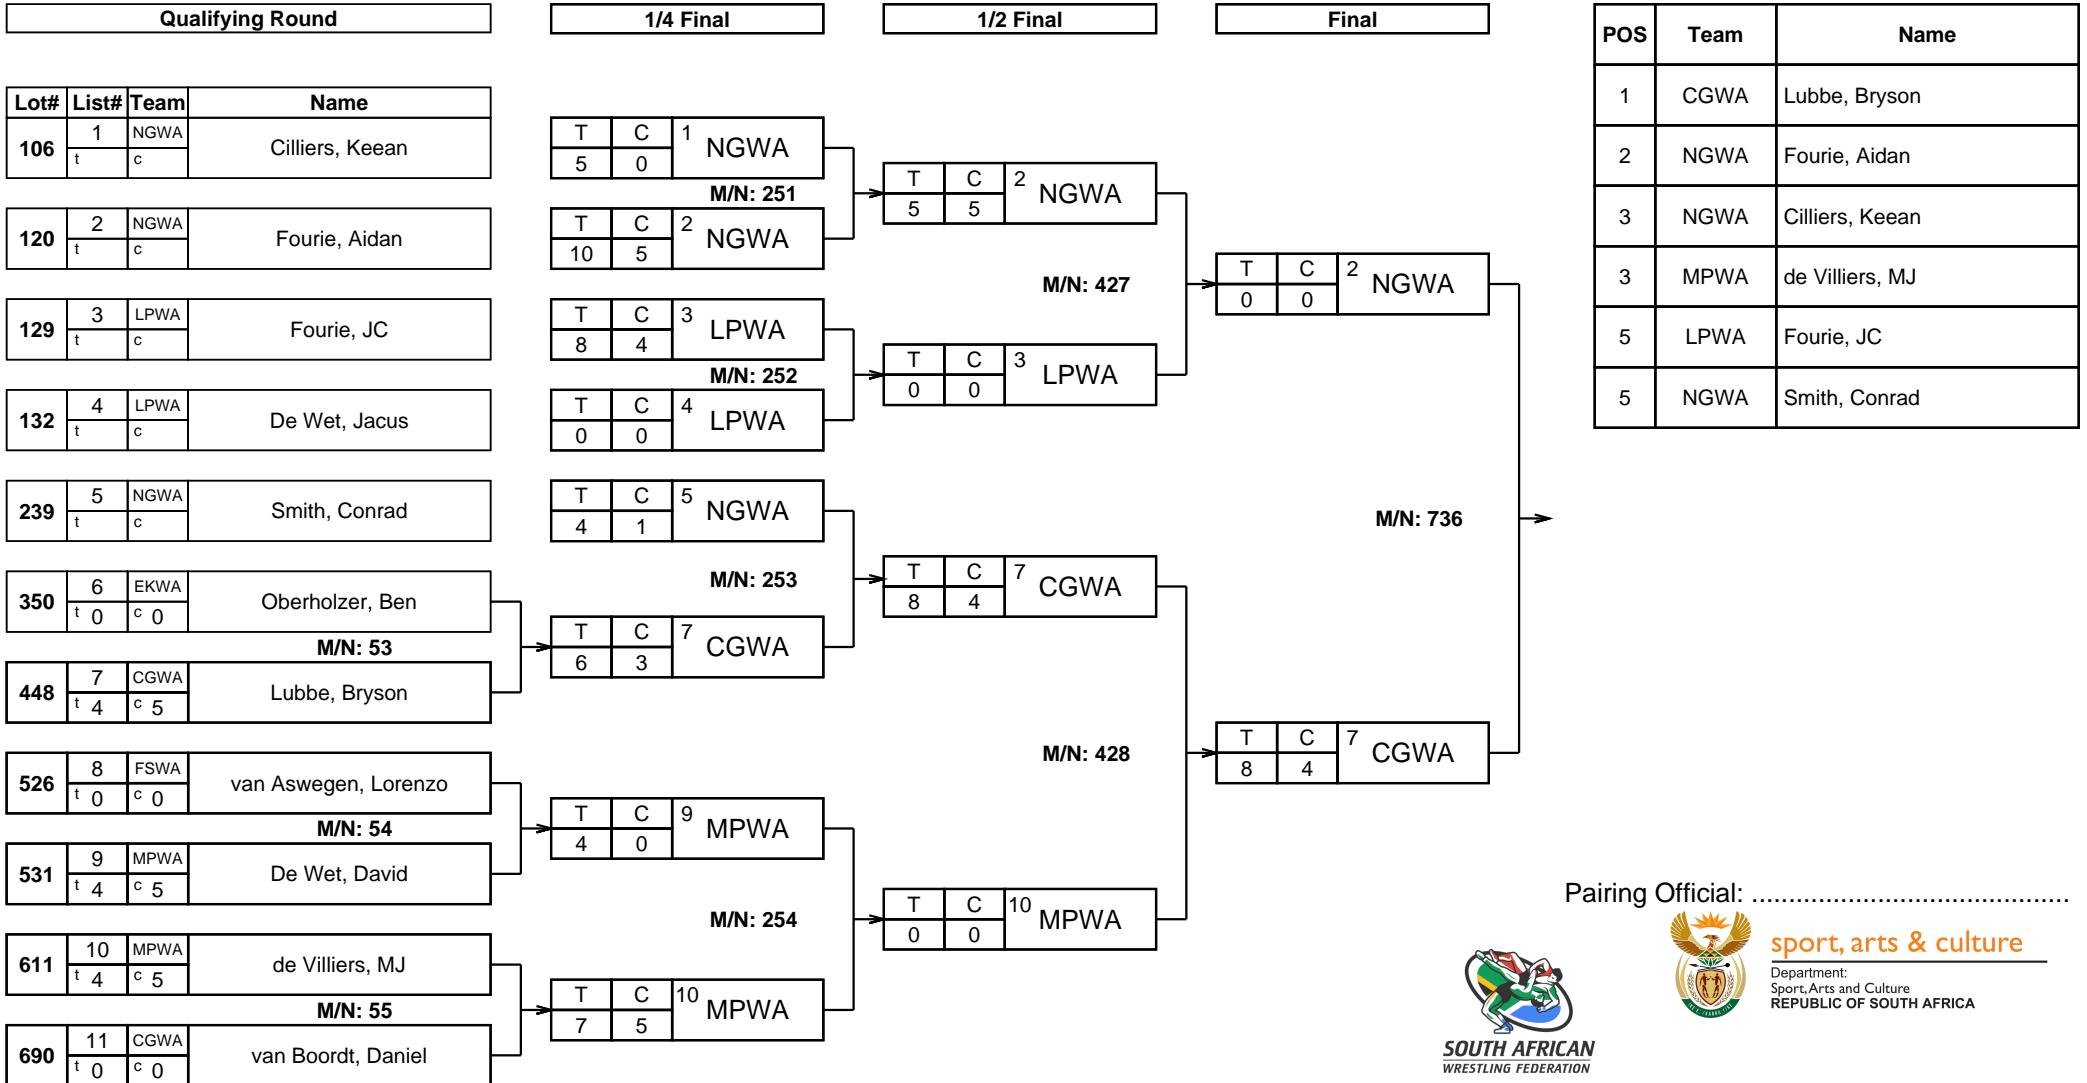 Qualifying Round
1/4 Final
1/2 Final
Final
POS Team Name
1 CGWA Lubbe, Bryson
2 NGWA Fourie, Aidan
3 NGWA Cilliers, Keean
3 MPWA de Villiers, MJ
5 LPWA Fourie, JC
5 NGWA Smith, Conrad
Lot# List# Team Name
106 1 NGWA Cilliers, Keean
t c
120 2 NGWA Fourie, Aidan
t c
129 3 LPWA Fourie, JC
t c
132 4 LPWA De Wet, Jacus
t c
239 5 NGWA Smith, Conrad
t c
350 6 EKWA Oberholzer, Ben
t 0 c 0
M/N: 53
448 7 CGWA Lubbe, Bryson
t 4 c 5
526 8 FSWA van Aswegen, Lorenzo
t 0 c 0
M/N: 54
531 9 MPWA De Wet, David
t 4 c 5
611 10 MPWA de Villiers, MJ
t 4 c 5
M/N: 55
690 11 CGWA van Boordt, Daniel
t 0 c 0
T C 1 NGWA
5 0
M/N: 251
T C 2 NGWA
10 5
T C 3 LPWA
8 4
M/N: 252
T C 4 LPWA
0 0
T C 5 NGWA
4 1
M/N: 253
T C 7 CGWA
6 3
T C 9 MPWA
4 0
M/N: 254
T C 10 MPWA
7 5
T C 2 NGWA
5 5
M/N: 427
T C 3 LPWA
0 0
T C 7 CGWA
8 4
M/N: 428
T C 10 MPWA
0 0
T C 2 NGWA
0 0
M/N: 736
T C 7 CGWA
8 4
Pairing Official: ...........................................
SOUTH AFRICAN
WRESTLING FEDERATION
sport, arts & culture
Department:
Sport, Arts and Culture
REPUBLIC OF SOUTH AFRICA